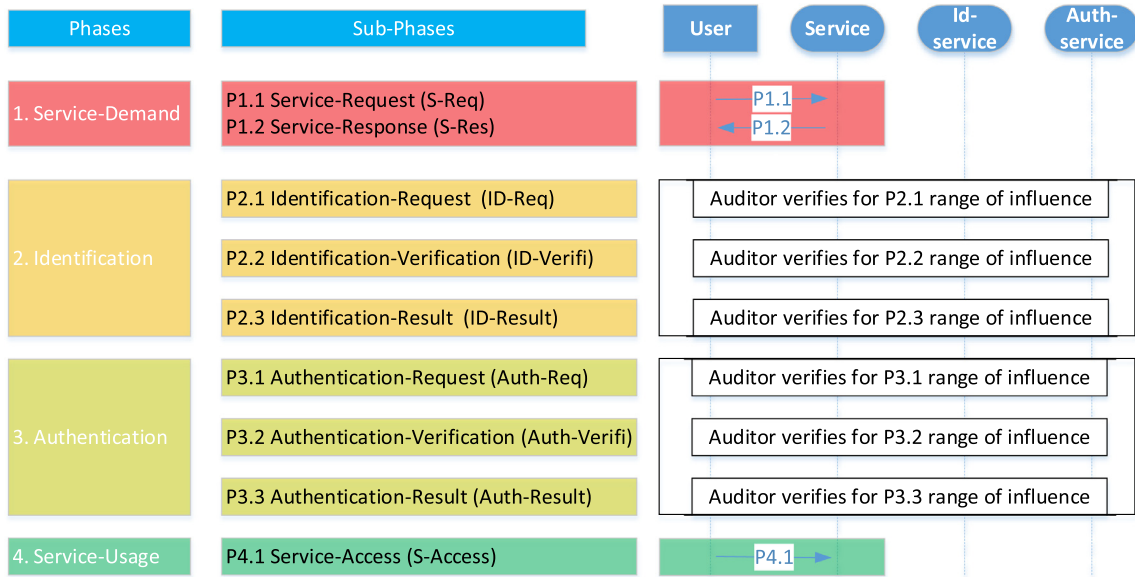 Phases
Sub-Phases
User
Service
Id-
service
Auth-
service
1. Service-Demand
P1.1 Service-Request (S-Req)
P1.2 Service-Response (S-Res)
P1.1
P1.2
2. Identification
P2.1 Identification-Request (ID-Req)
Auditor verifies for P2.1 range of influence
P2.2 Identification-Verification (ID-Verifi)
Auditor verifies for P2.2 range of influence
P2.3 Identification-Result (ID-Result)
Auditor verifies for P2.3 range of influence
3. Authentication
P3.1 Authentication-Request (Auth-Req)
Auditor verifies for P3.1 range of influence
P3.2 Authentication-Verification (Auth-Verifi)
Auditor verifies for P3.2 range of influence
P3.3 Authentication-Result (Auth-Result)
Auditor verifies for P3.3 range of influence
4. Service-Usage
P4.1 Service-Access (S-Access)
P4.1